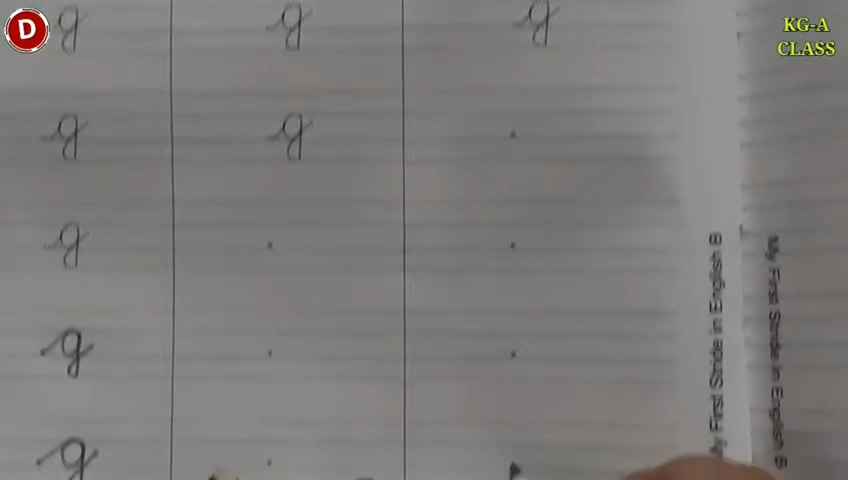 D
KG-A
CLASS
g g g
g g
g
g
g
My First Stride in English B
My First Stride in English B